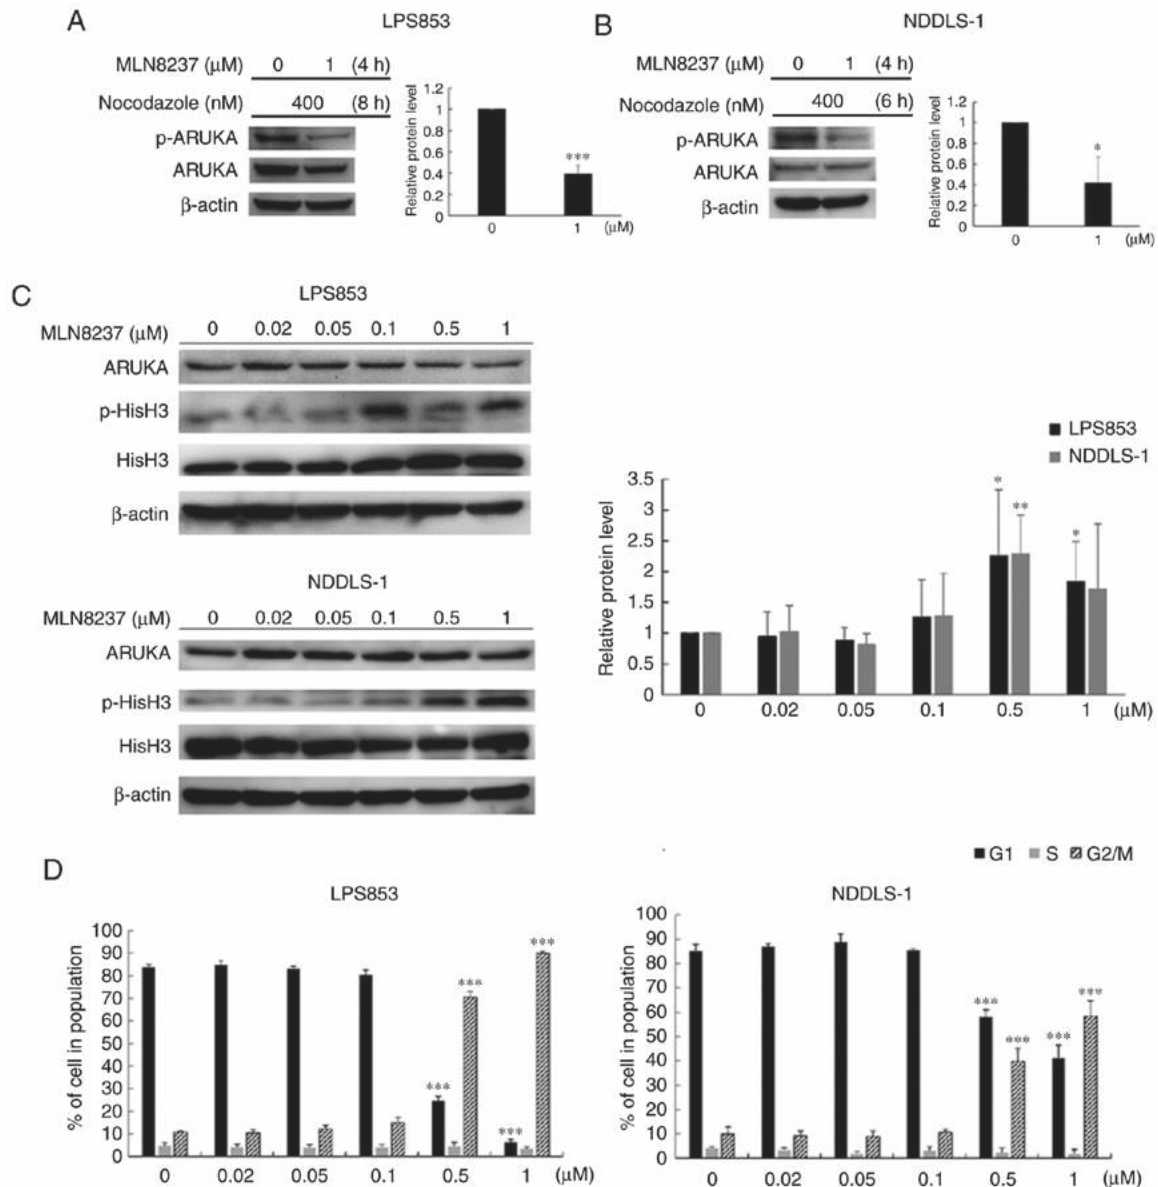 A
LPS853
MLN8237 (μM) 0 1 (4 h)
Nocodazole (nM) 400 (8 h)
p-ARUKA
ARUKA
β-actin
Relative protein level
1.2
1
0.8
0.6
0.4
0.2
0
***
0 1 (μM)
B
NDDLS-1
MLN8237 (μM) 0 1 (4 h)
Nocodazole (nM) 400 (6 h)
p-ARUKA
ARUKA
β-actin
Relative protein level
1.2
1
0.8
0.6
0.4
0.2
0
*
0 1 (μM)
C
LPS853
MLN8237 (μM) 0 0.02 0.05 0.1 0.5 1
ARUKA
p-HisH3
HisH3
β-actin
NDDLS-1
MLN8237 (μM) 0 0.02 0.05 0.1 0.5 1
ARUKA
p-HisH3
HisH3
β-actin
LPS853
NDDLS-1
Relative protein level
3.5
3
2.5
2
1.5
1
0.5
0
* ** *
0 0.02 0.05 0.1 0.5 1 (μM)
D
G1 S G2/M
LPS853
% of cell in population
100
90
80
70
60
50
40
30
20
10
0
*** *** *** ***
0 0.02 0.05 0.1 0.5 1 (μM)
NDDLS-1
% of cell in population
100
90
80
70
60
50
40
30
20
10
0
*** *** *** ***
0 0.02 0.05 0.1 0.5 1 (μM)